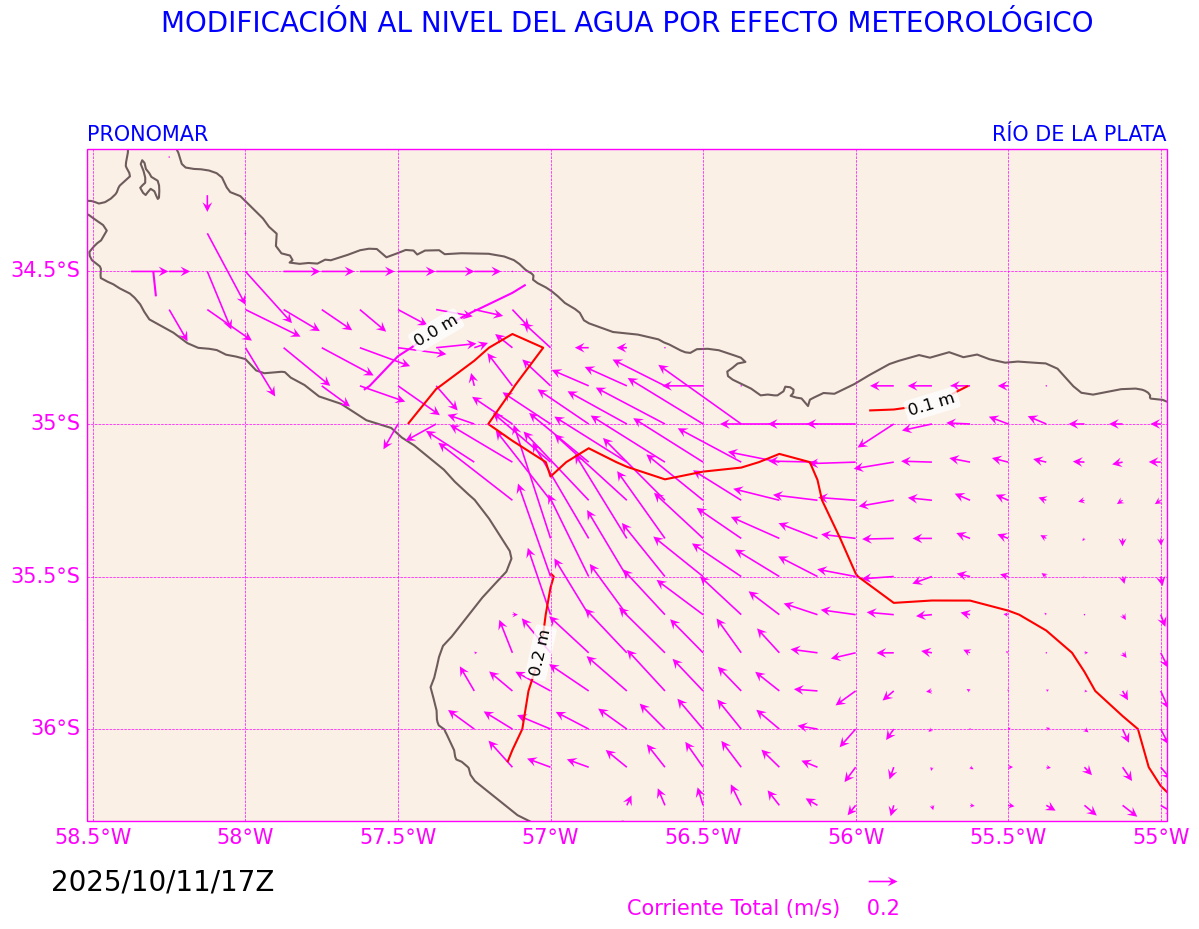 MODIFICACIÓN AL NIVEL DEL AGUA POR EFECTO METEOROLÓGICO
PRONOMAR
RÍO DE LA PLATA
34.5°S
0.0 m
0.1 m
35°S
35.5°S
0.2 m
36°S
58.5°W 58°W 57.5°W 57°W 56.5°W 56°W 55.5°W 55°W
2025/10/11/17Z
Corriente Total (m/s) 0.2